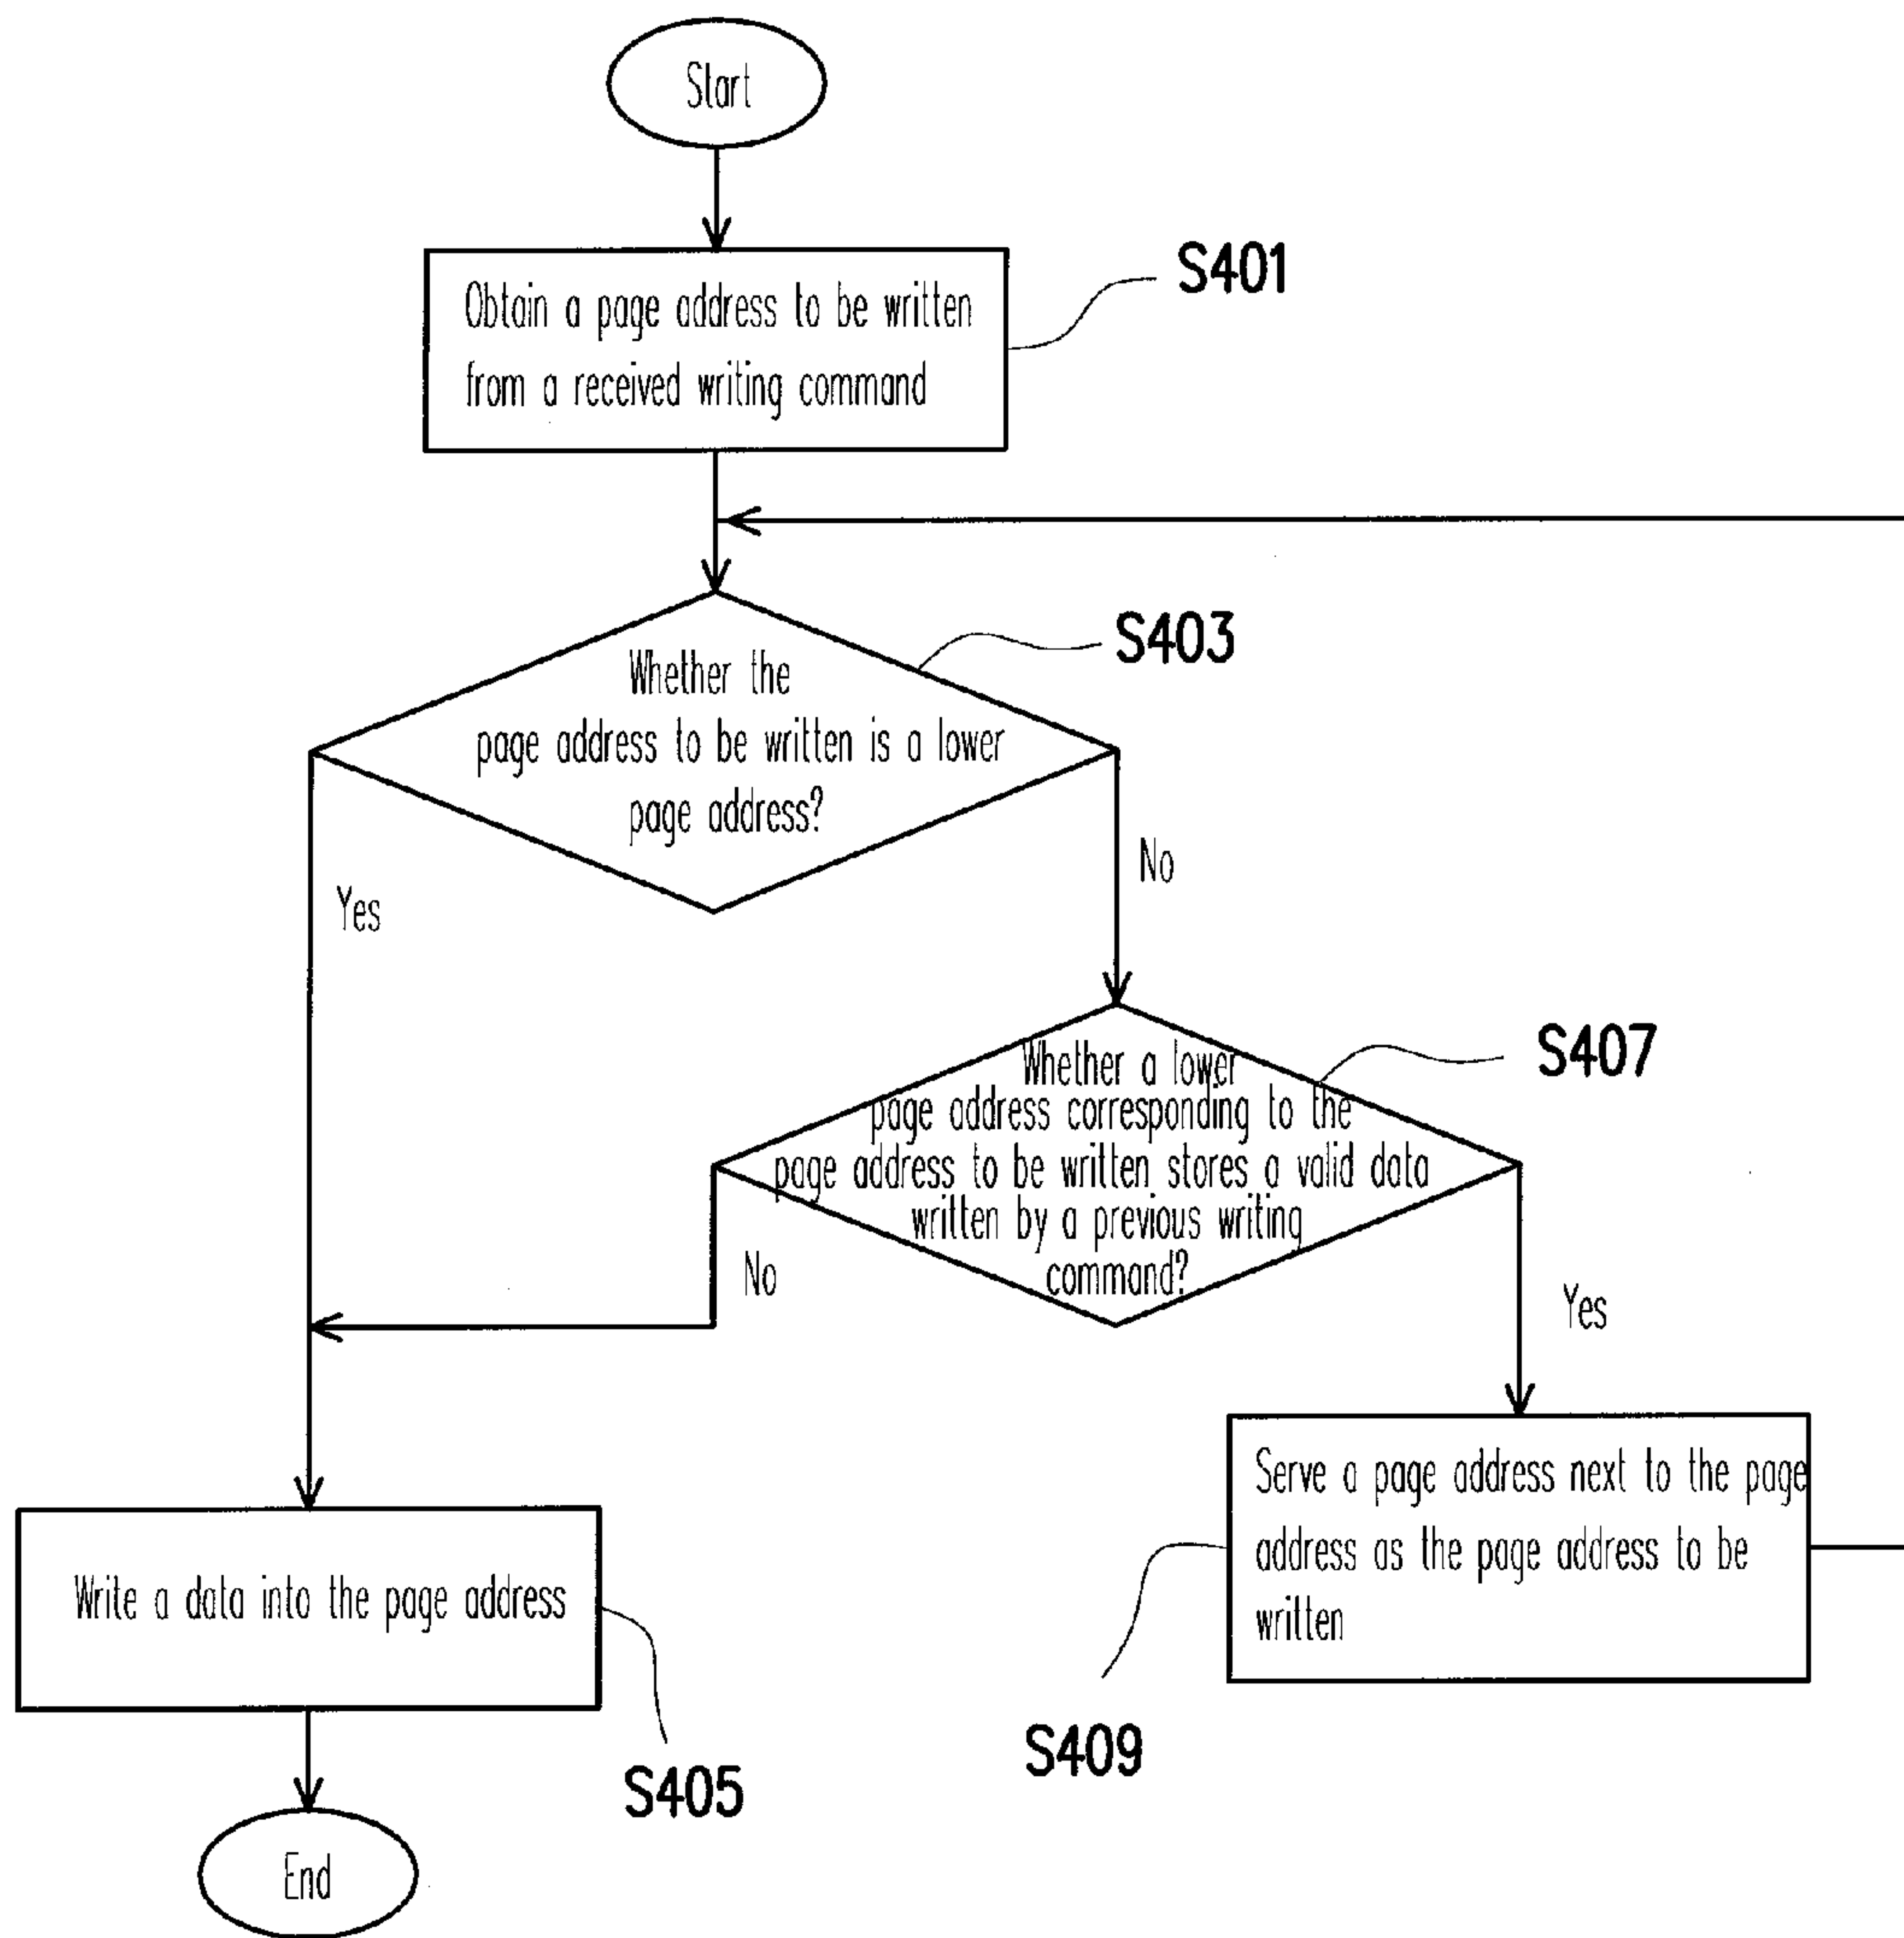 Start
Obtain a page address to be written
from a received writing command
S401
Whether the
page address to be written is a lower
page address?
S403
Yes
No
Whether a lower
page address corresponding to the
page address to be written stores a valid data
written by a previous writing
command?
S407
No
Yes
Serve a page address next to the page
address as the page address to be
written
S409
Write a data into the page address
S405
End